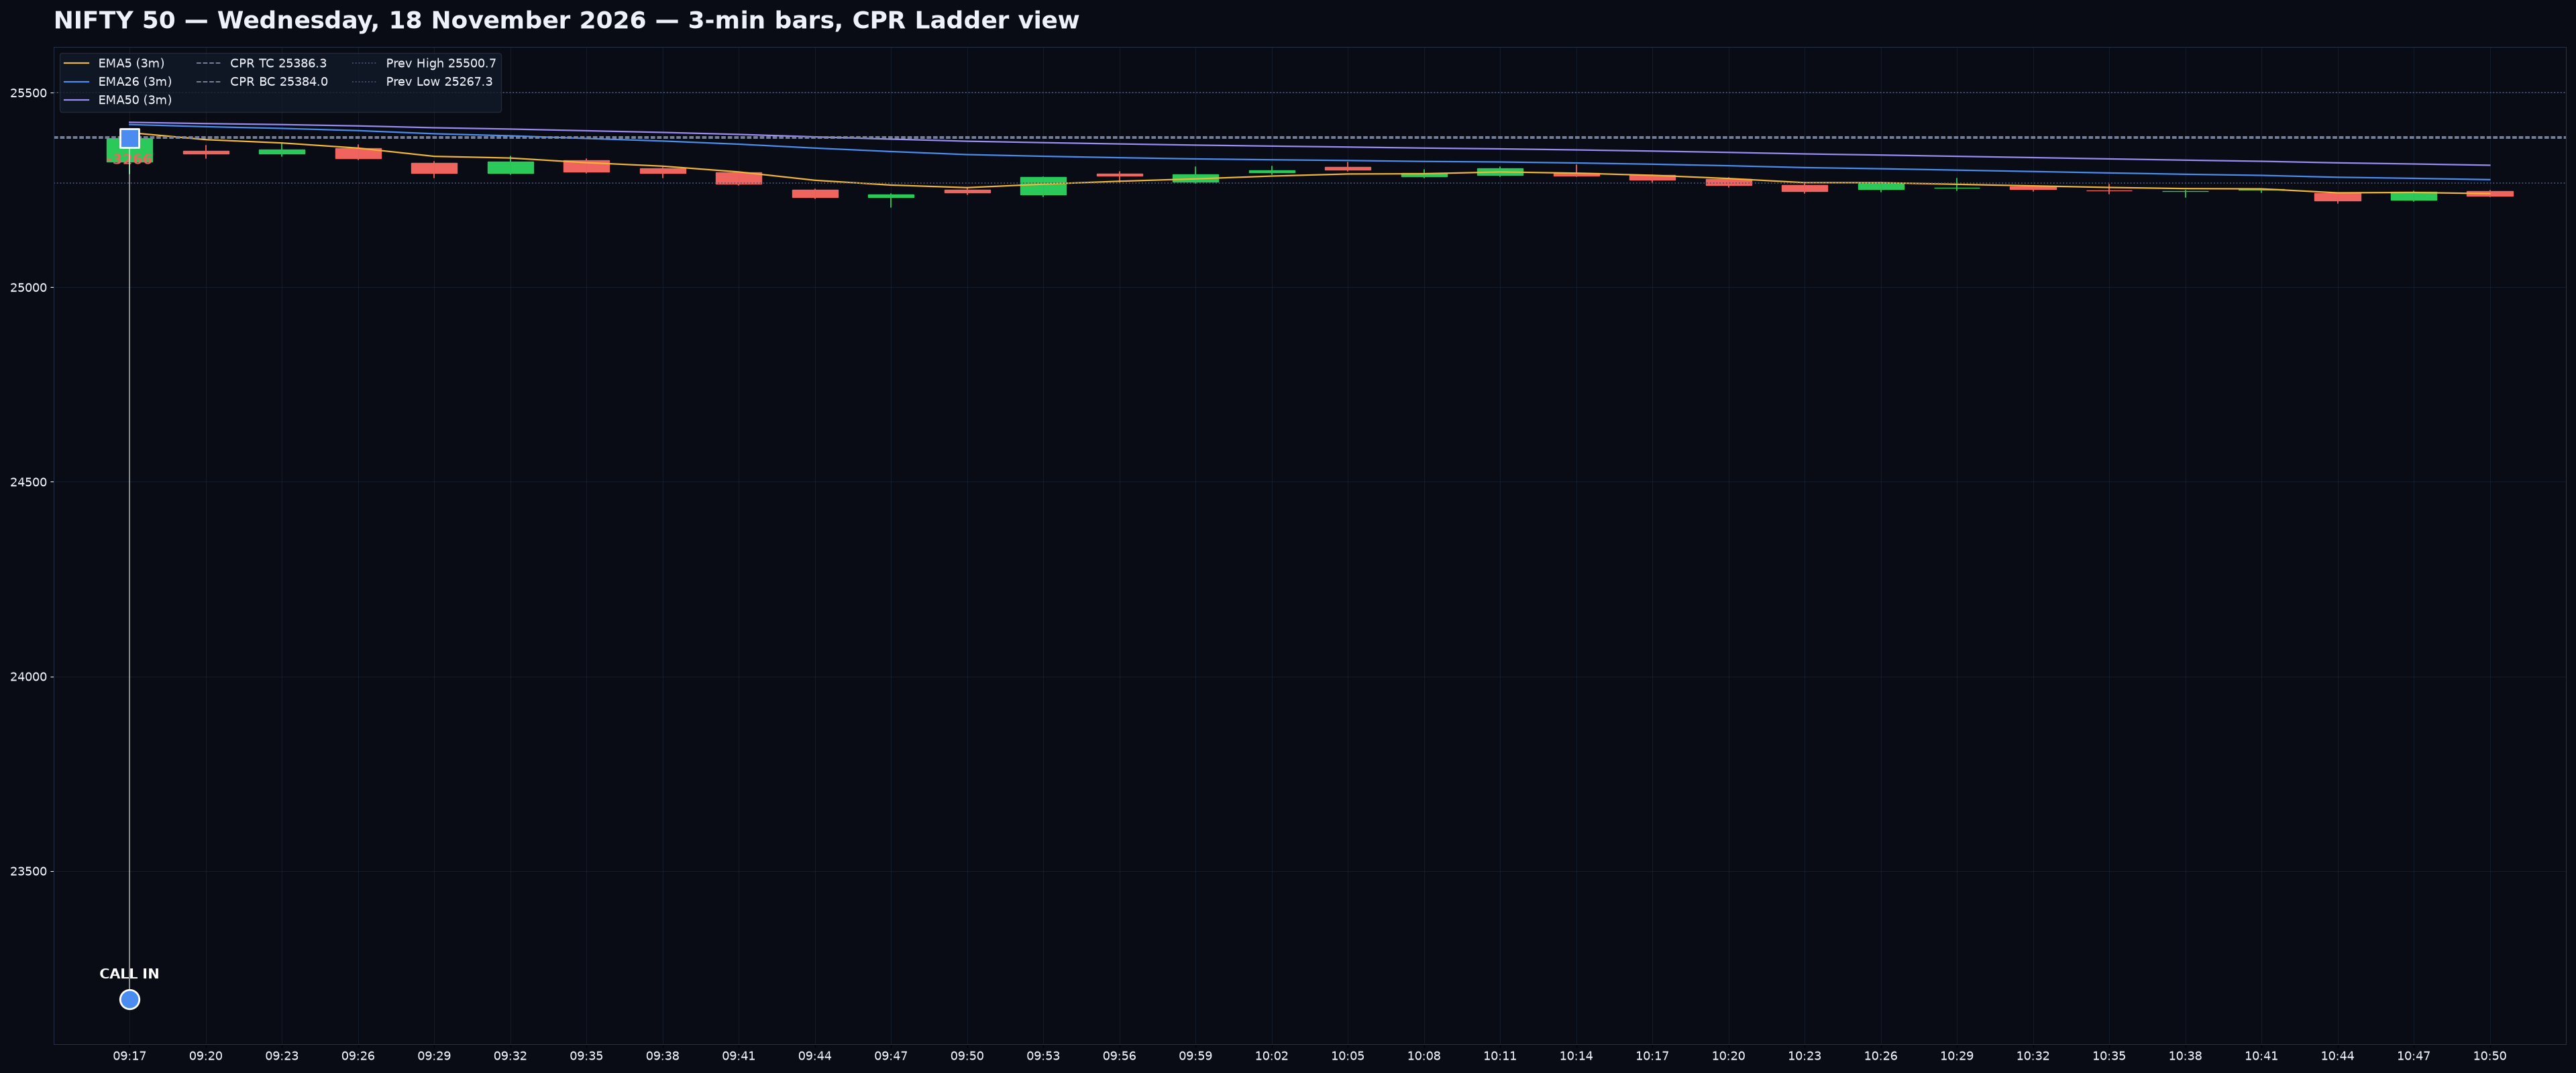 NIFTY 50 — Wednesday, 18 November 2026 — 3-min bars, CPR Ladder view
EMA5 (3m)
EMA26 (3m)
EMA50 (3m)
CPR TC 25386.3
CPR BC 25384.0
Prev High 25500.7
Prev Low 25267.3
25500
25000
24500
24000
23500
CALL IN
09:17 09:20 09:23 09:26 09:29 09:32 09:35 09:38 09:41 09:44 09:47 09:50 09:53 09:56 09:59 10:02 10:05 10:08 10:11 10:14 10:17 10:20 10:23 10:26 10:29 10:32 10:35 10:38 10:41 10:44 10:47 10:50